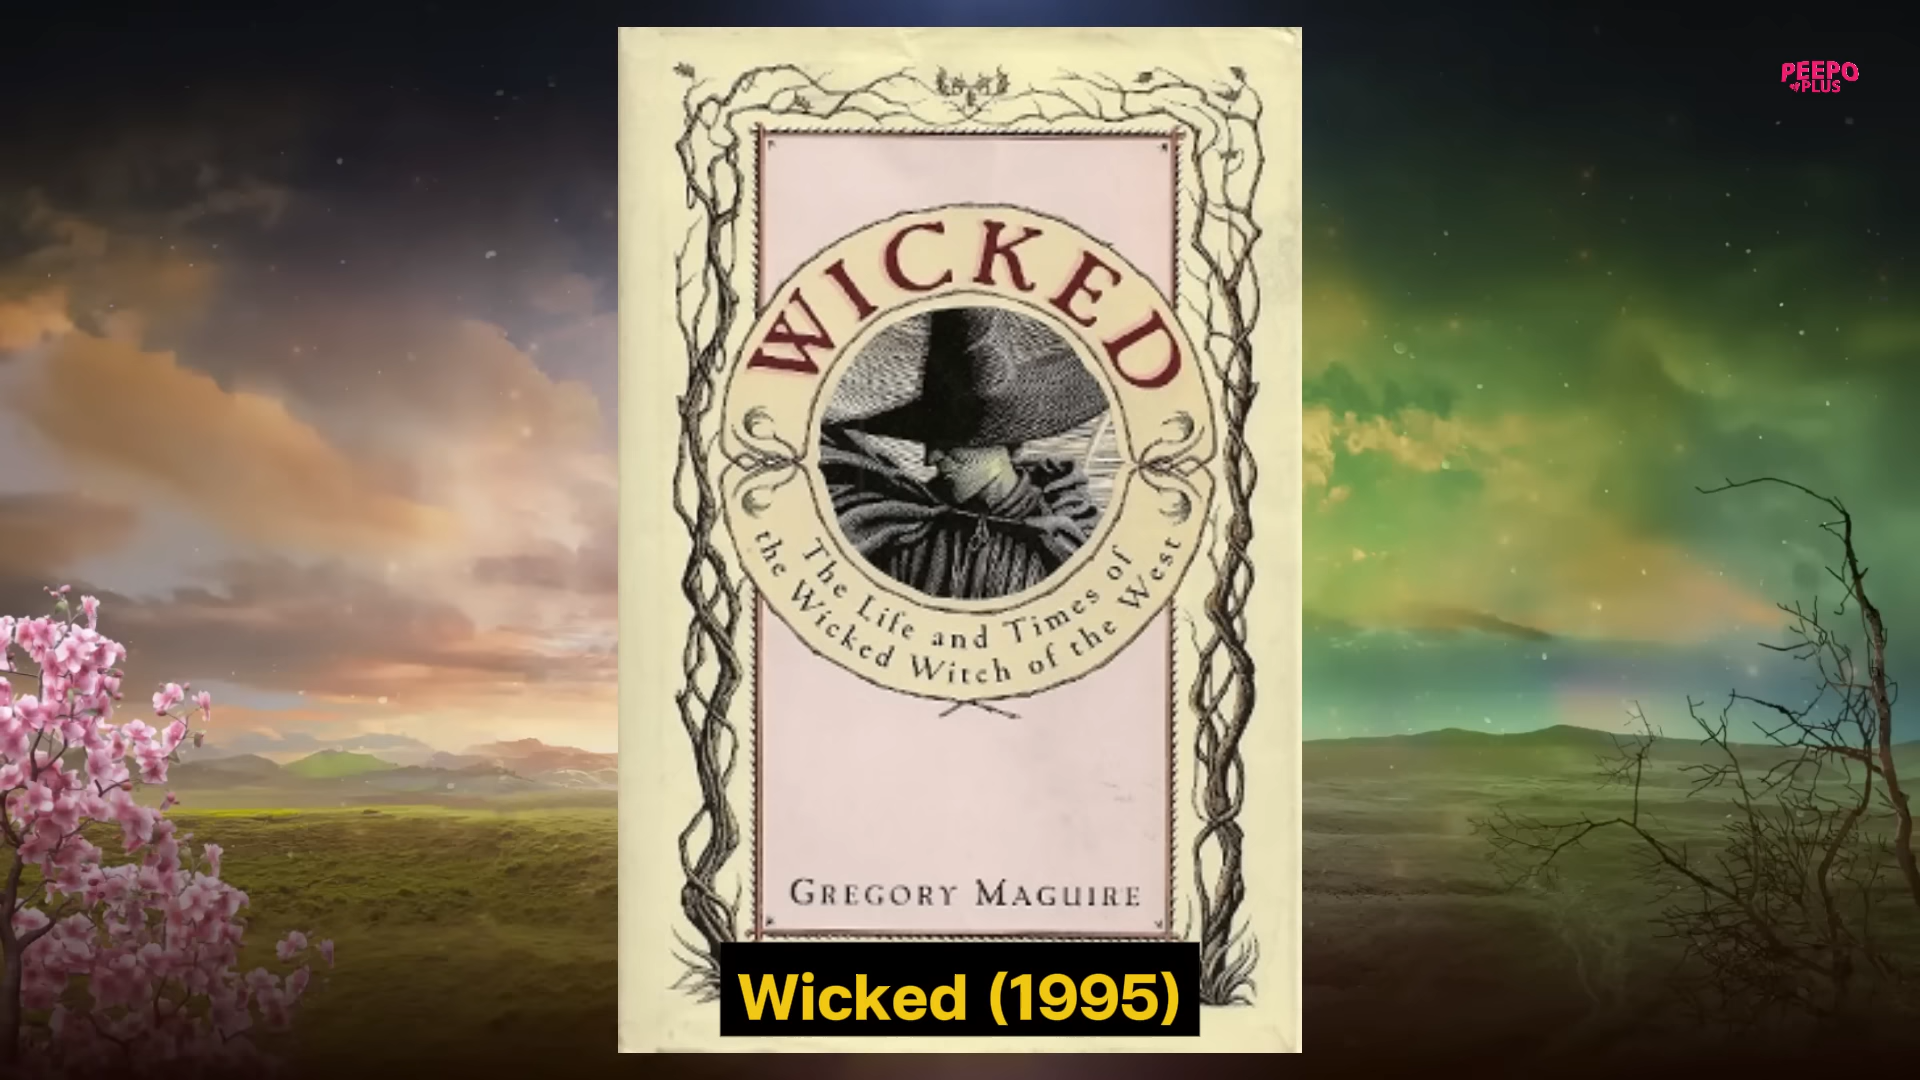 PEEPO
PLUS
WICKED
The Life and Times of
the Wicked Witch of the West
GREGORY MAGUIRE
Wicked (1995)